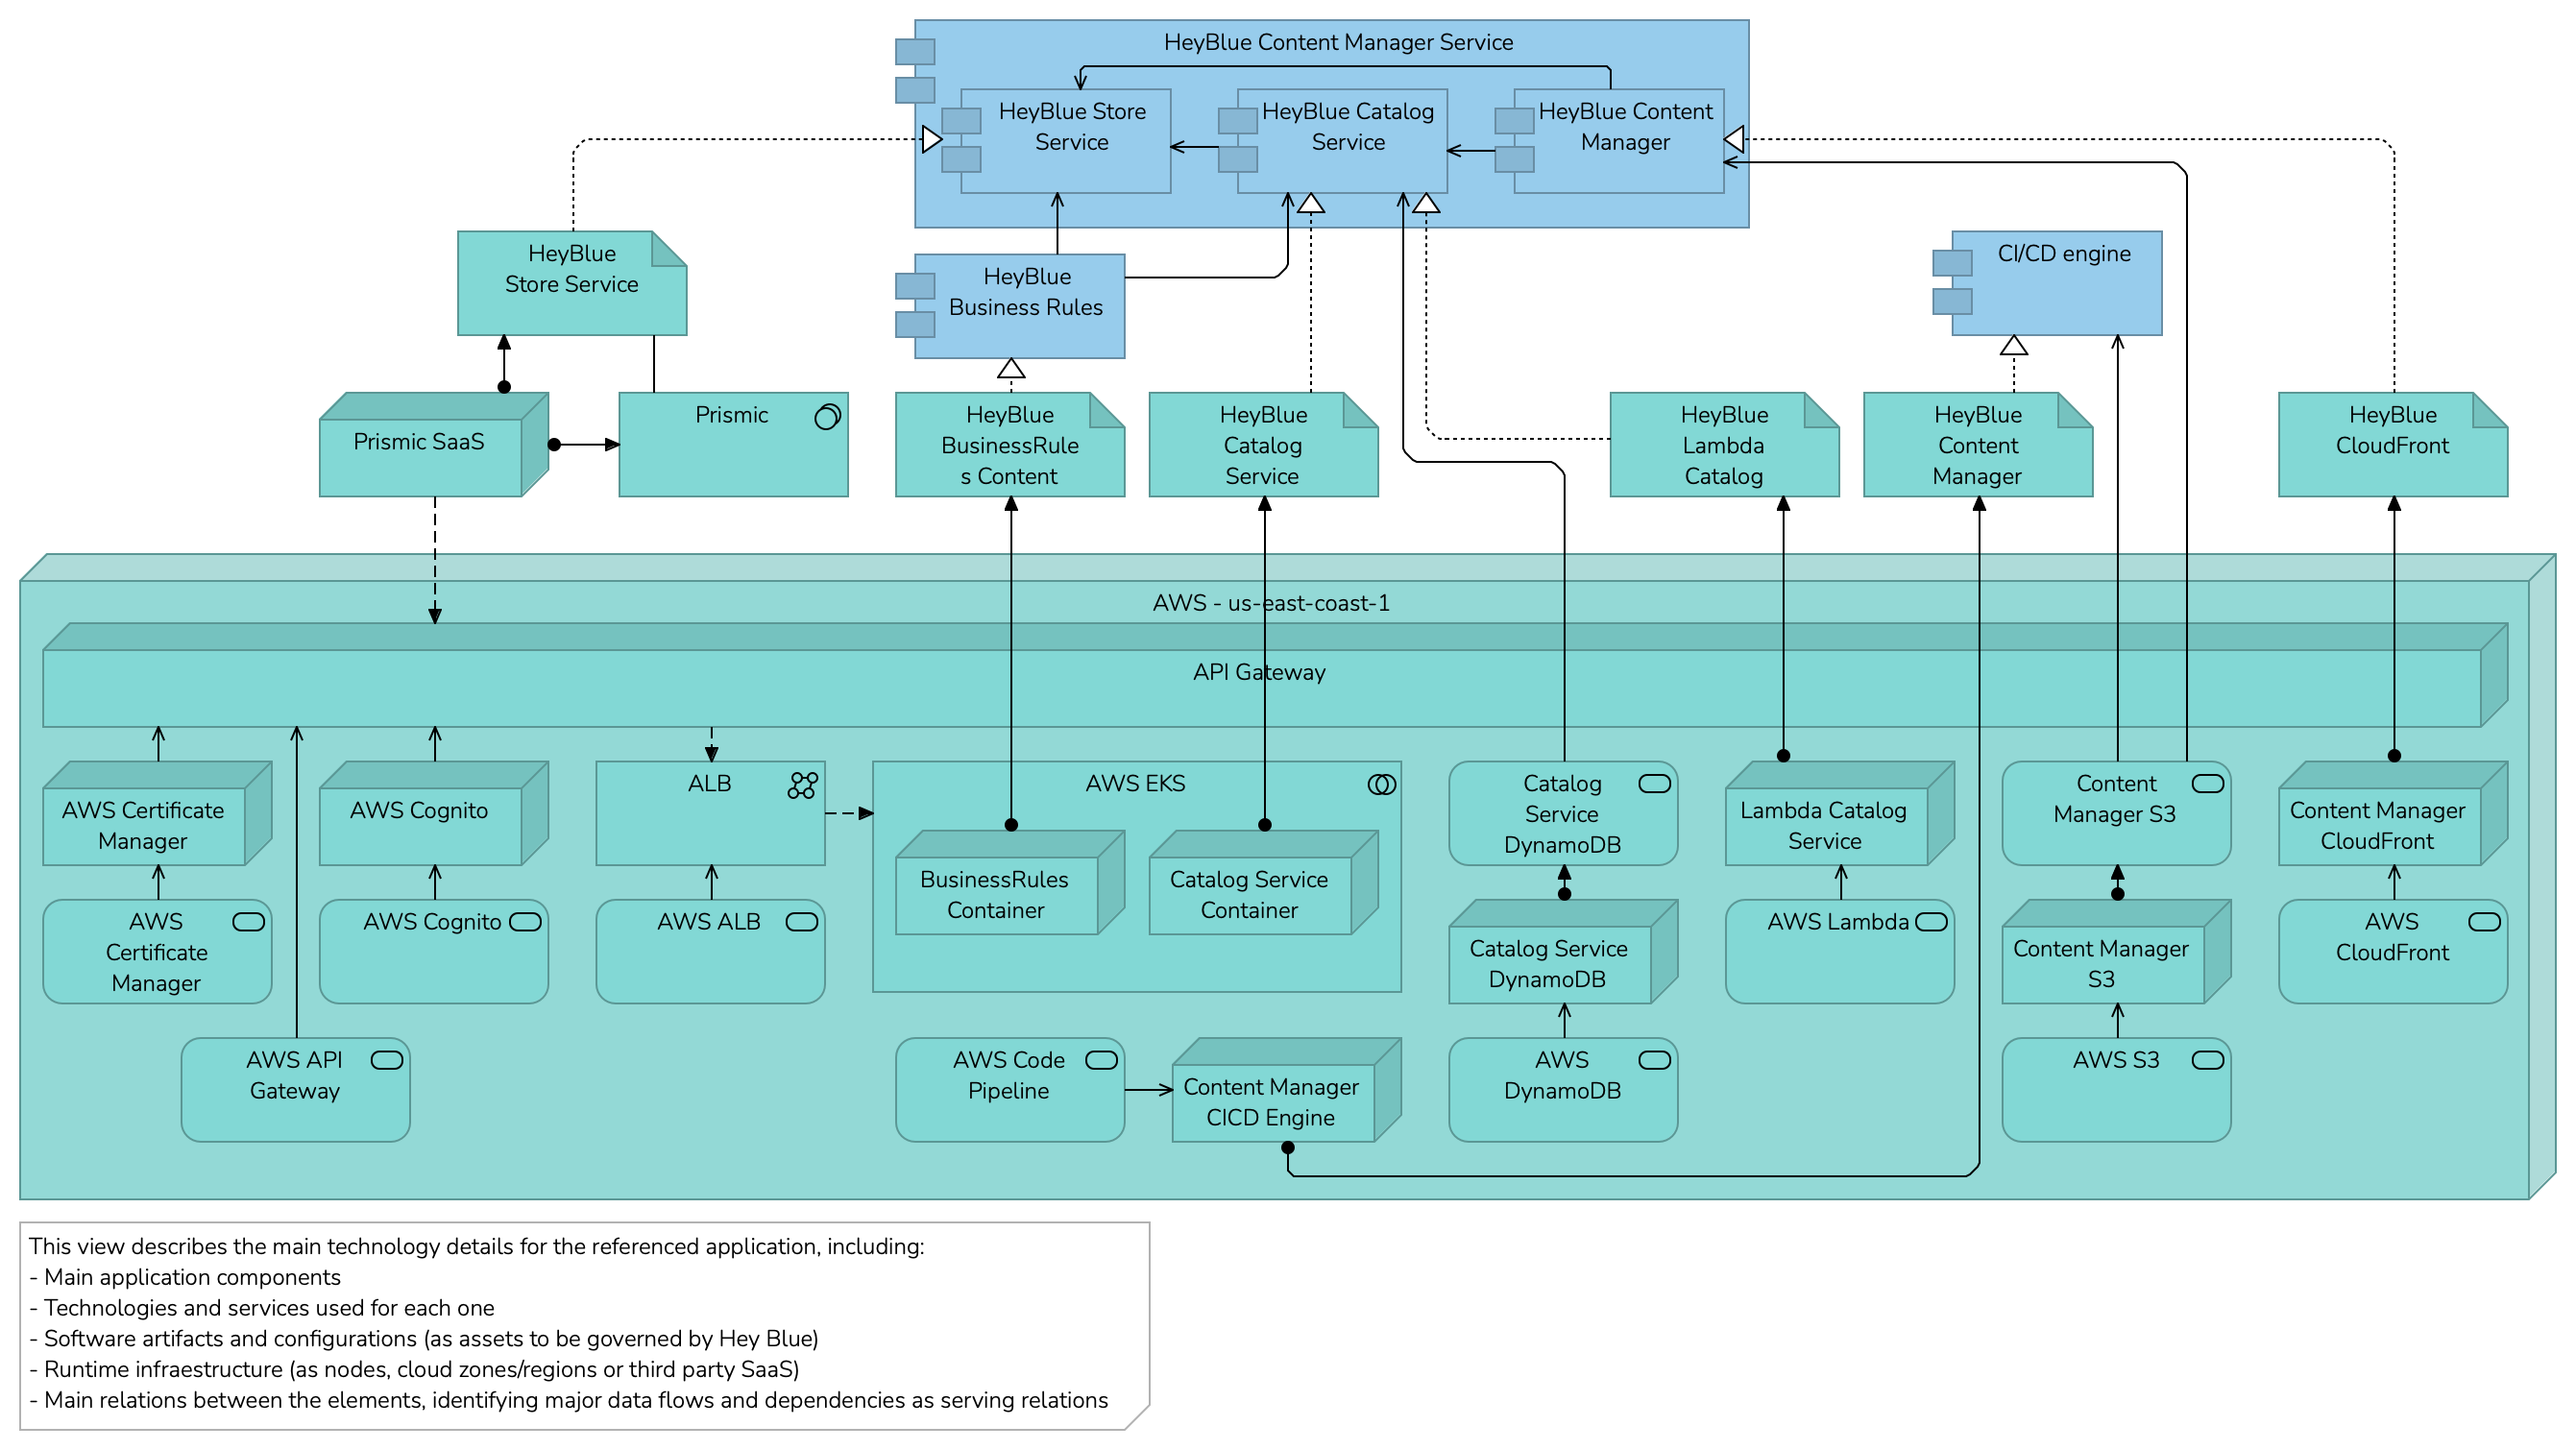 HeyBlue Content Manager Service
HeyBlue Store
Service
HeyBlue Catalog
Service
HeyBlue Content
Manager
HeyBlue
Store Service
HeyBlue
Business Rules
CI/CD engine
Prismic SaaS
Prismic
HeyBlue
BusinessRule
s Content
HeyBlue
Catalog
Service
HeyBlue
Lambda
Catalog
HeyBlue
Content
Manager
HeyBlue
CloudFront
AWS - us-east-coast-1
API Gateway
AWS Certificate
Manager
AWS Cognito
ALB
AWS EKS
BusinessRules
Container
Catalog Service
Container
Catalog
Service
DynamoDB
Lambda Catalog
Service
Content
Manager S3
Content Manager
CloudFront
AWS
Certificate
Manager
AWS Cognito
AWS ALB
Catalog Service
DynamoDB
AWS Lambda
Content Manager
S3
AWS
CloudFront
AWS API
Gateway
AWS Code
Pipeline
Content Manager
CICD Engine
AWS
DynamoDB
AWS S3
This view describes the main technology details for the referenced application, including:
- Main application components
- Technologies and services used for each one
- Software artifacts and configurations (as assets to be governed by Hey Blue)
- Runtime infraestructure (as nodes, cloud zones/regions or third party SaaS)
- Main relations between the elements, identifying major data flows and dependencies as serving relations